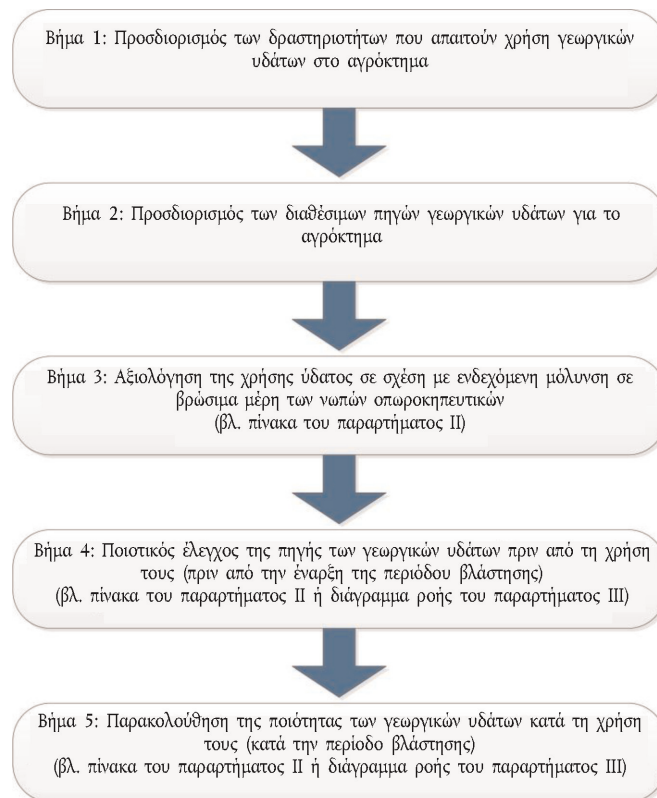 Βήμα 1: Προσδιορισμός των δραστηριοτήτων που απαιτούν χρήση γεωργικών
υδάτων στο αγρόκτημα
Βήμα 2: Προσδιορισμός των διαθέσιμων πηγών γεωργικών υδάτων για το
αγρόκτημα
Βήμα 3: Αξιολόγηση της χρήσης ύδατος σε σχέση με ενδεχόμενη μόλυνση σε
βρώσιμα μέρη των νωπών οπωροκηπευτικών
(βλ. πίνακα του παραρτήματος II)
Βήμα 4: Ποιοτικός έλεγχος της πηγής των γεωργικών υδάτων πριν από τη χρήση
τους (πριν από την έναρξη της περιόδου βλάστησης)
(βλ. πίνακα του παραρτήματος II ή διάγραμμα ροής του παραρτήματος III)
Βήμα 5: Παρακολούθηση της ποιότητας των γεωργικών υδάτων κατά τη χρήση
τους (κατά την περίοδο βλάστησης)
(βλ. πίνακα του παραρτήματος II ή διάγραμμα ροής του παραρτήματος III)